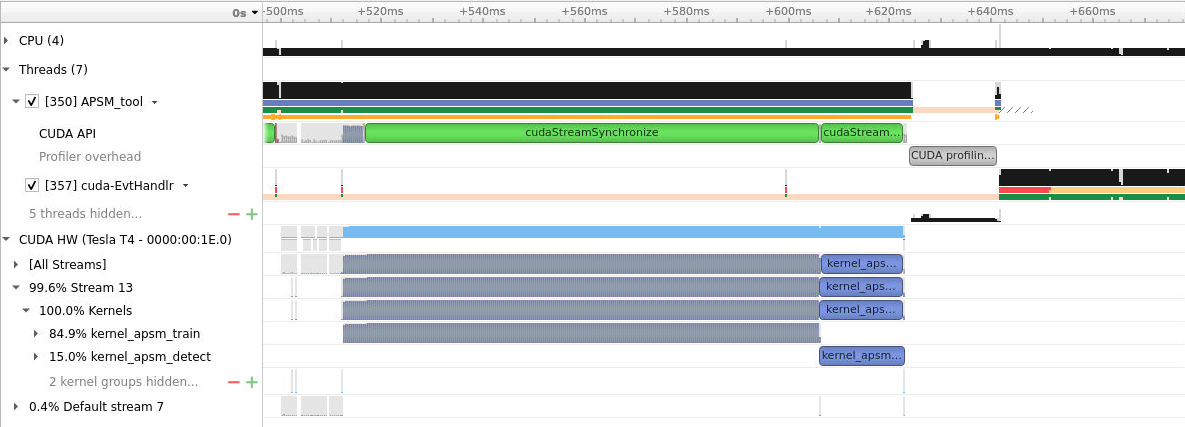 0s -500ms +520ms +540ms +560ms +580ms +600ms +620ms +640ms +660ms
CPU (4)
Threads (7)
[350] APSM_tool
CUDA API cudaStreamSynchronize cudaStream...
Profiler overhead CUDA profilin...
[357] cuda-EvtHandlr
5 threads hidden...
CUDA HW (Tesla T4 - 0000:00:1E.0)
[All Streams] kernel_aps...
99.6% Stream 13 kernel_aps...
100.0% Kernels kernel_aps...
84.9% kernel_apsm_train
15.0% kernel_apsm_detect kernel_apsm...
2 kernel groups hidden...
0.4% Default stream 7